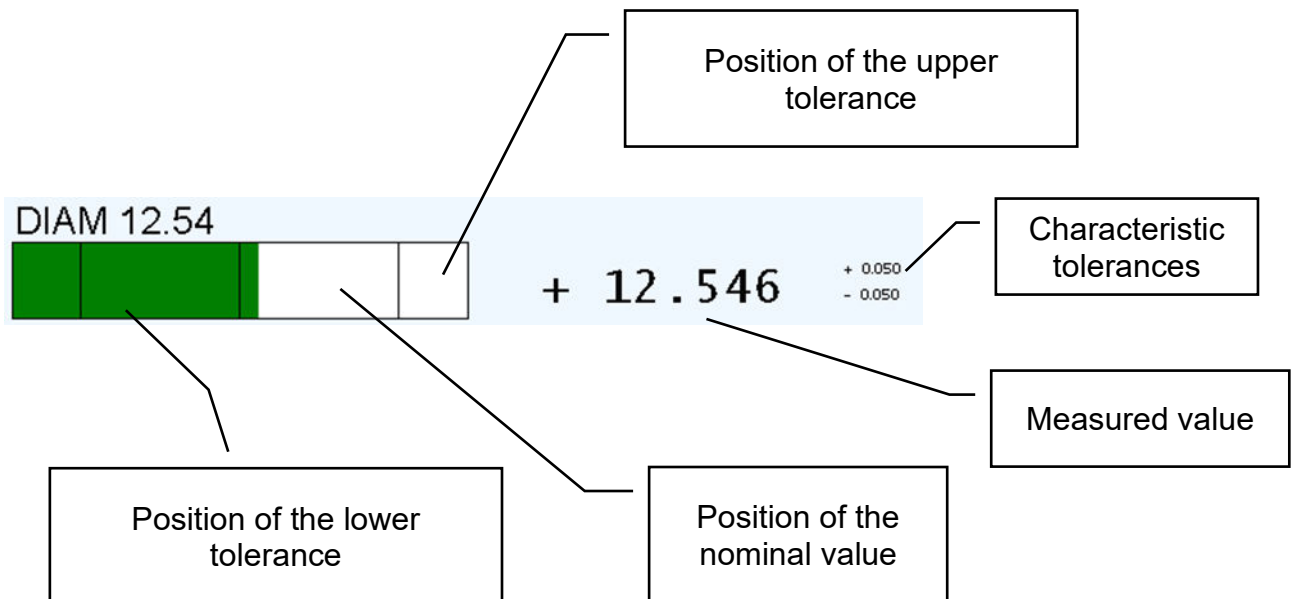 Position of the upper
tolerance
DIAM 12.54
+ 12.546
+ 0.050
- 0.050
Characteristic
tolerances
Measured value
Position of the lower
tolerance
Position of the
nominal value